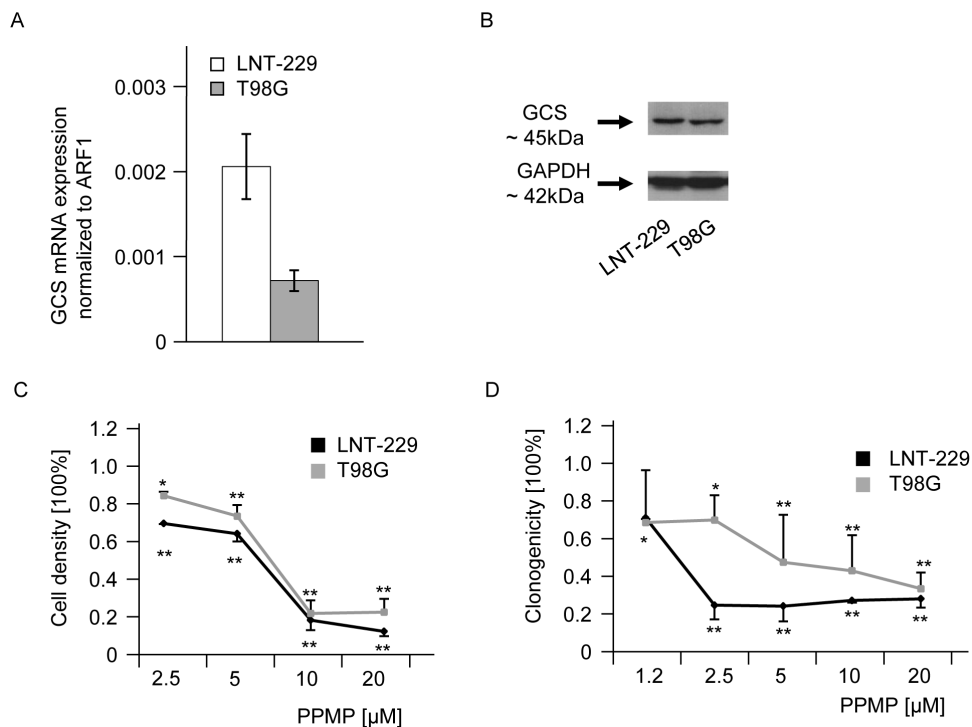 A
GCS mRNA expression
normalized to ARF1
0.003
0.002
0.001
0
LNT-229
T98G
B
GCS
~ 45kDa
GAPDH
~ 42kDa
LNT-229
T98G
C
Cell density [100%]
1.2
1.0
0.8
0.6
0.4
0.2
0
LNT-229
T98G
* ** ** **
** ** ** **
2.5 5 10 20
PPMP [µM]
D
Clonogenicity [100%]
1.2
1.0
0.8
0.6
0.4
0.2
0
LNT-229
T98G
* ** ** **
* ** ** ** **
1.2 2.5 5 10 20
PPMP [µM]